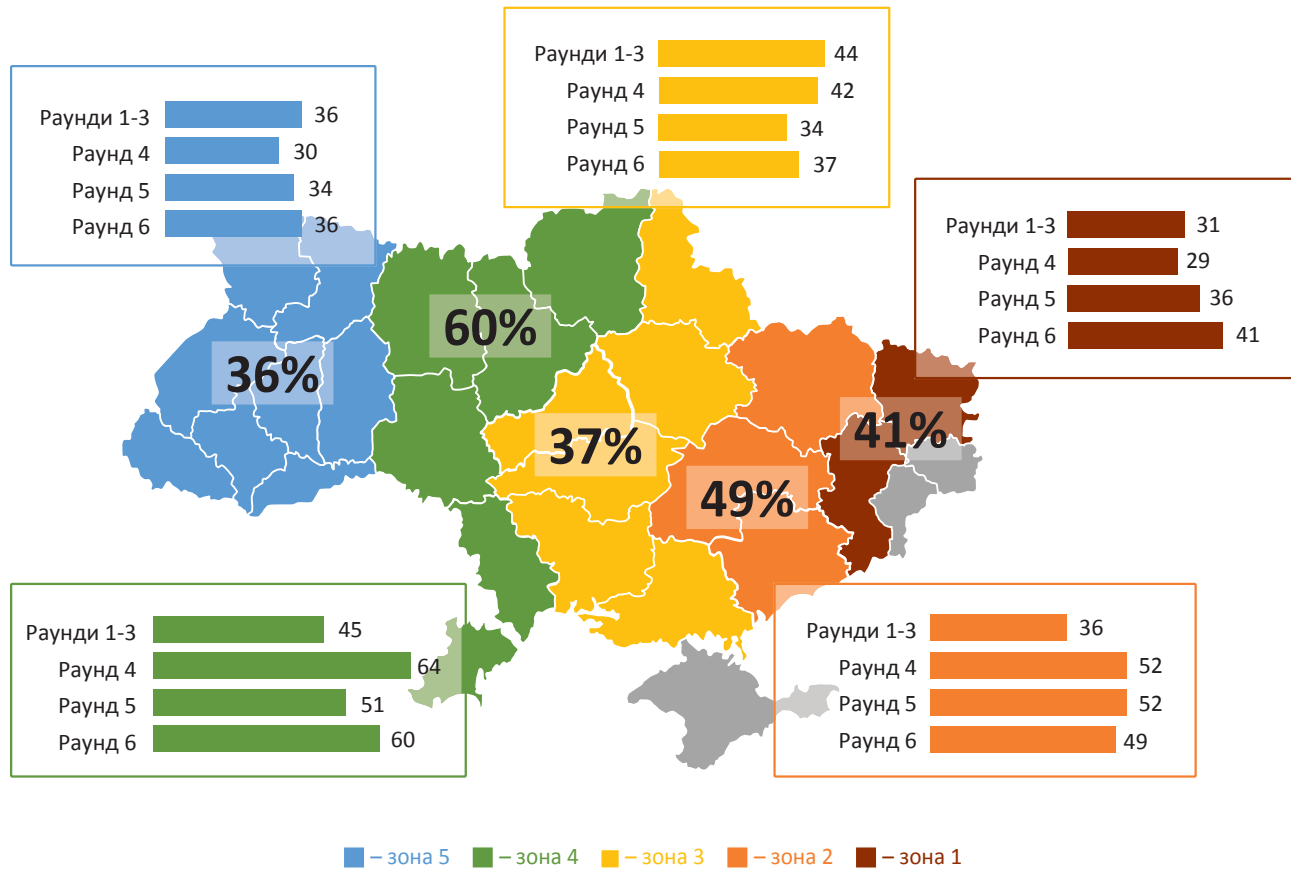 Раунди 1-3 44
Раунд 4 42
Раунд 5 34
Раунд 6 37
Раунди 1-3 36
Раунд 4 30
Раунд 5 34
Раунд 6 36
Раунди 1-3 31
Раунд 4 29
Раунд 5 36
Раунд 6 41
60%
36%
37%
41%
49%
Раунди 1-3 45
Раунд 4 64
Раунд 5 51
Раунд 6 60
Раунди 1-3 36
Раунд 4 52
Раунд 5 52
Раунд 6 49
– зона 5 – зона 4 – зона 3 – зона 2 – зона 1